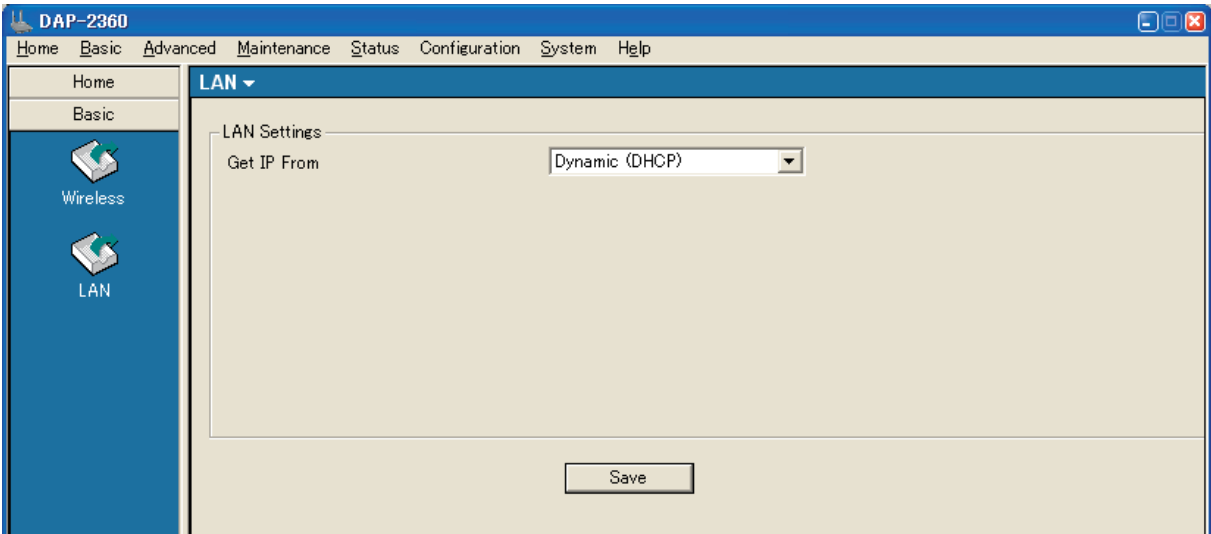 DAP-2360
Home Basic Advanced Maintenance Status Configuration System Help
Home
Basic
Wireless
LAN
LAN
LAN Settings
Get IP From Dynamic (DHCP)
Save